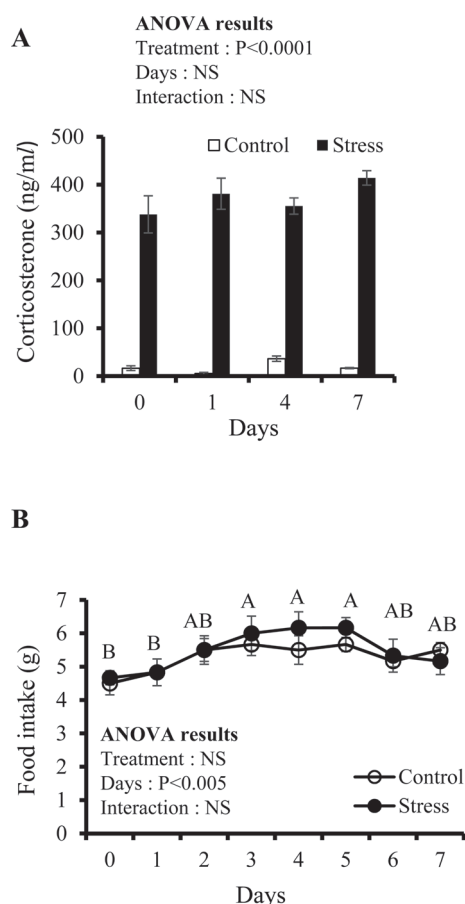 A
ANOVA results
Treatment : P<0.0001
Days : NS
Interaction : NS
Corticosterone (ng/ml)
500
400
300
200
100
0
Control
Stress
0 1 4 7
Days
B
Food intake (g)
7
6
5
4
3
2
1
0
B B AB A A A AB AB
ANOVA results
Treatment : NS
Days : P<0.005
Interaction : NS
Control
Stress
0 1 2 3 4 5 6 7
Days